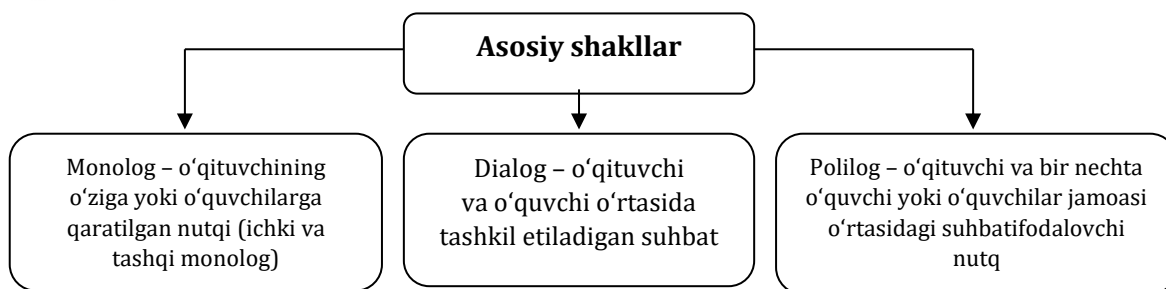 Asosiy shakllar
Monolog – o‘qituvchining
o‘ziga yoki o‘quvchilarga
qaratilgan nutqi (ichki va
tashqi monolog)
Dialog – o‘qituvchi
va o‘quvchi o‘rtasida
tashkil etiladigan suhbat
Polilog – o‘qituvchi va bir nechta
o‘quvchi yoki o‘quvchilar jamoasi
o‘rtasidagi suhbatifodalovchi
nutq